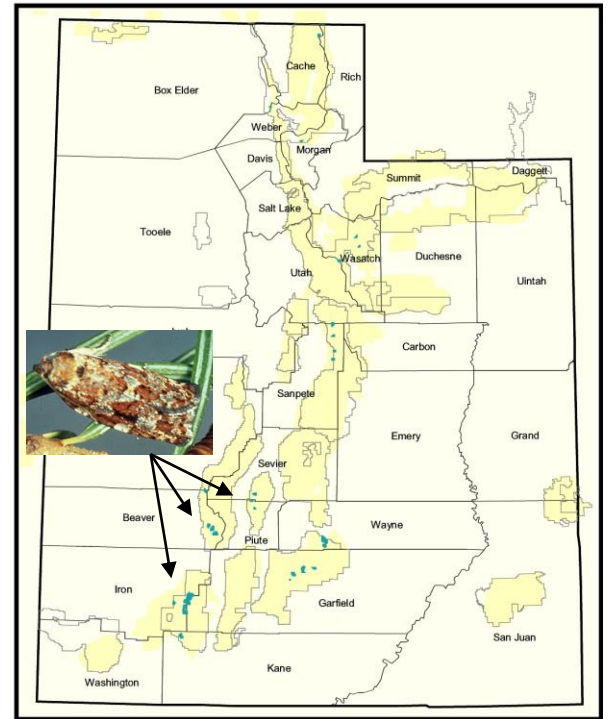 Cache
Rich
Box Elder
Weber
Morgan
Davis
Summit
Daggett
Salt Lake
Tooele
Wasatch
Duchesne
Utah
Uintah
Carbon
Sanpete
Emery
Grand
Sevier
Beaver
Piute
Wayne
Iron
Garfield
San Juan
Kane
Washington